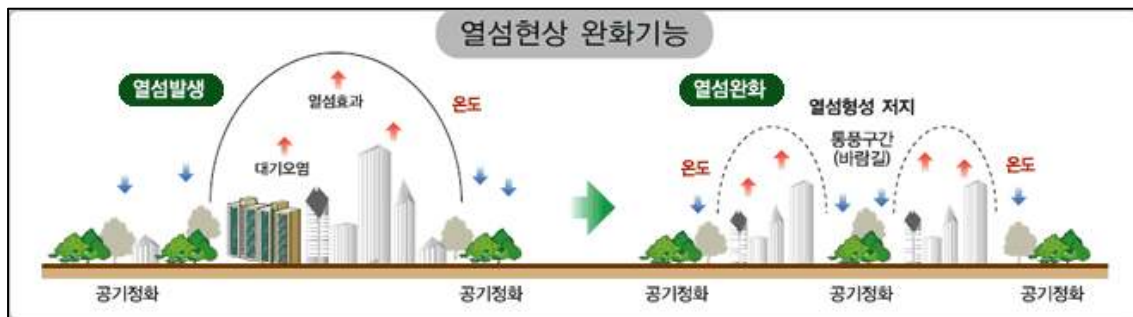 열섬현상 완화기능
열섬발생
열섬효과
온도
대기오염
공기정화
공기정화
열섬완화
열섬형성 저지
통풍구간
(바람길)
온도
온도
공기정화
공기정화
공기정화